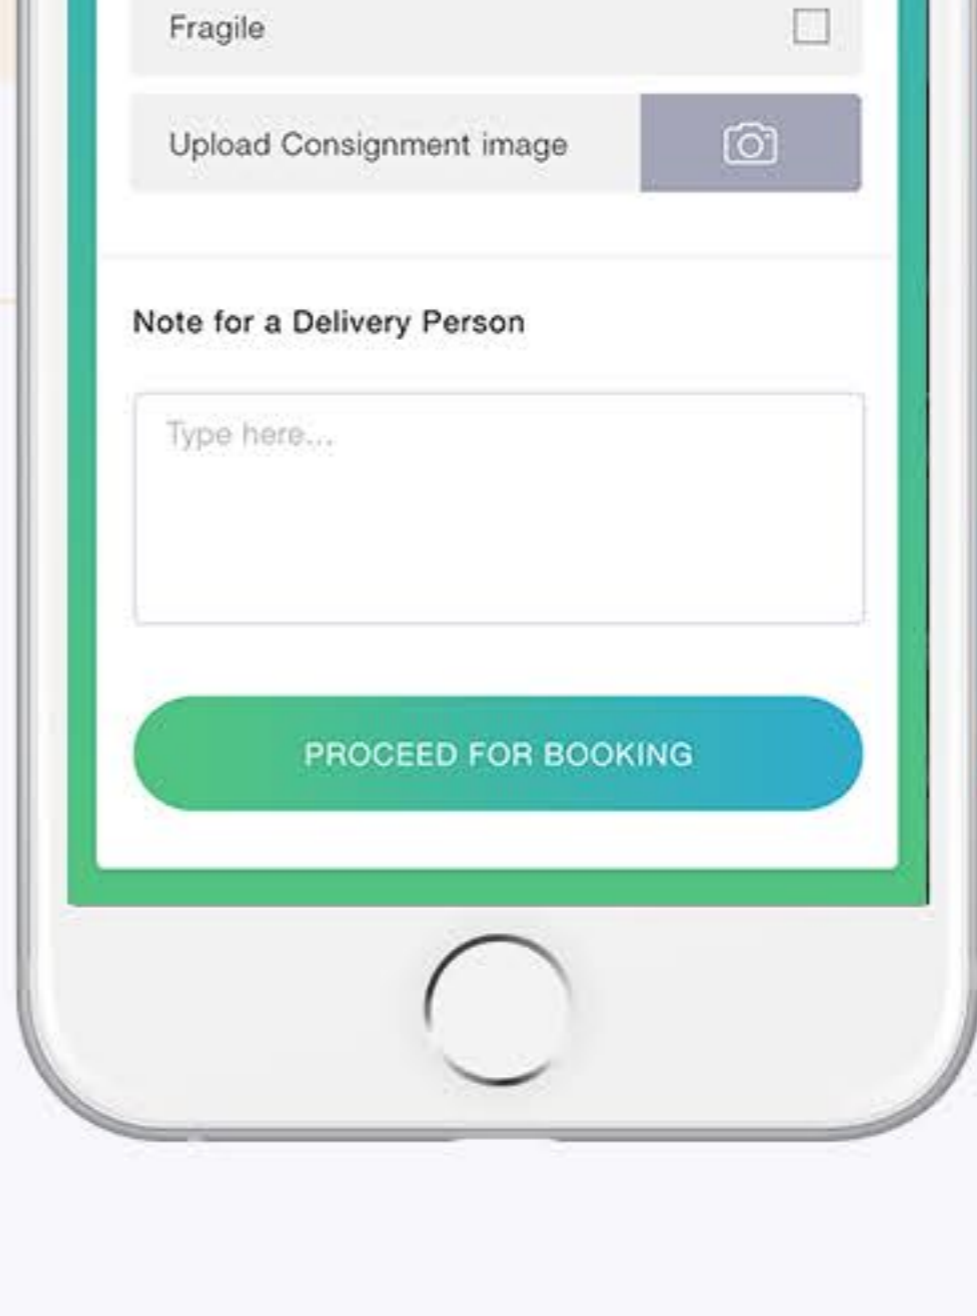 Fragile
Upload Consignment image
Note for a Delivery Person
Type here...
PROCEED FOR BOOKING